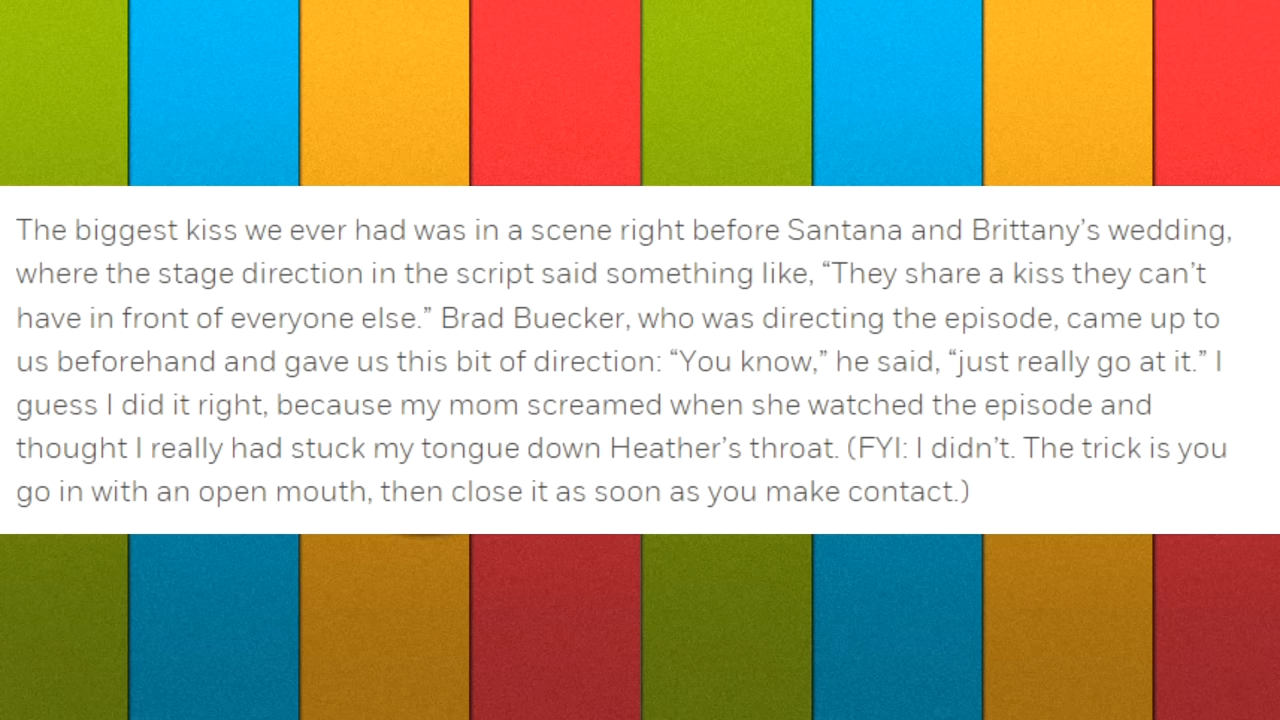 The biggest kiss we ever had was in a scene right before Santana and Brittany’s wedding,
where the stage direction in the script said something like, “They share a kiss they can’t
have in front of everyone else.” Brad Buecker, who was directing the episode, came up to
us beforehand and gave us this bit of direction: “You know,” he said, “just really go at it.” I
guess I did it right, because my mom screamed when she watched the episode and
thought I really had stuck my tongue down Heather’s throat. (FYI: I didn’t. The trick is you
go in with an open mouth, then close it as soon as you make contact.)